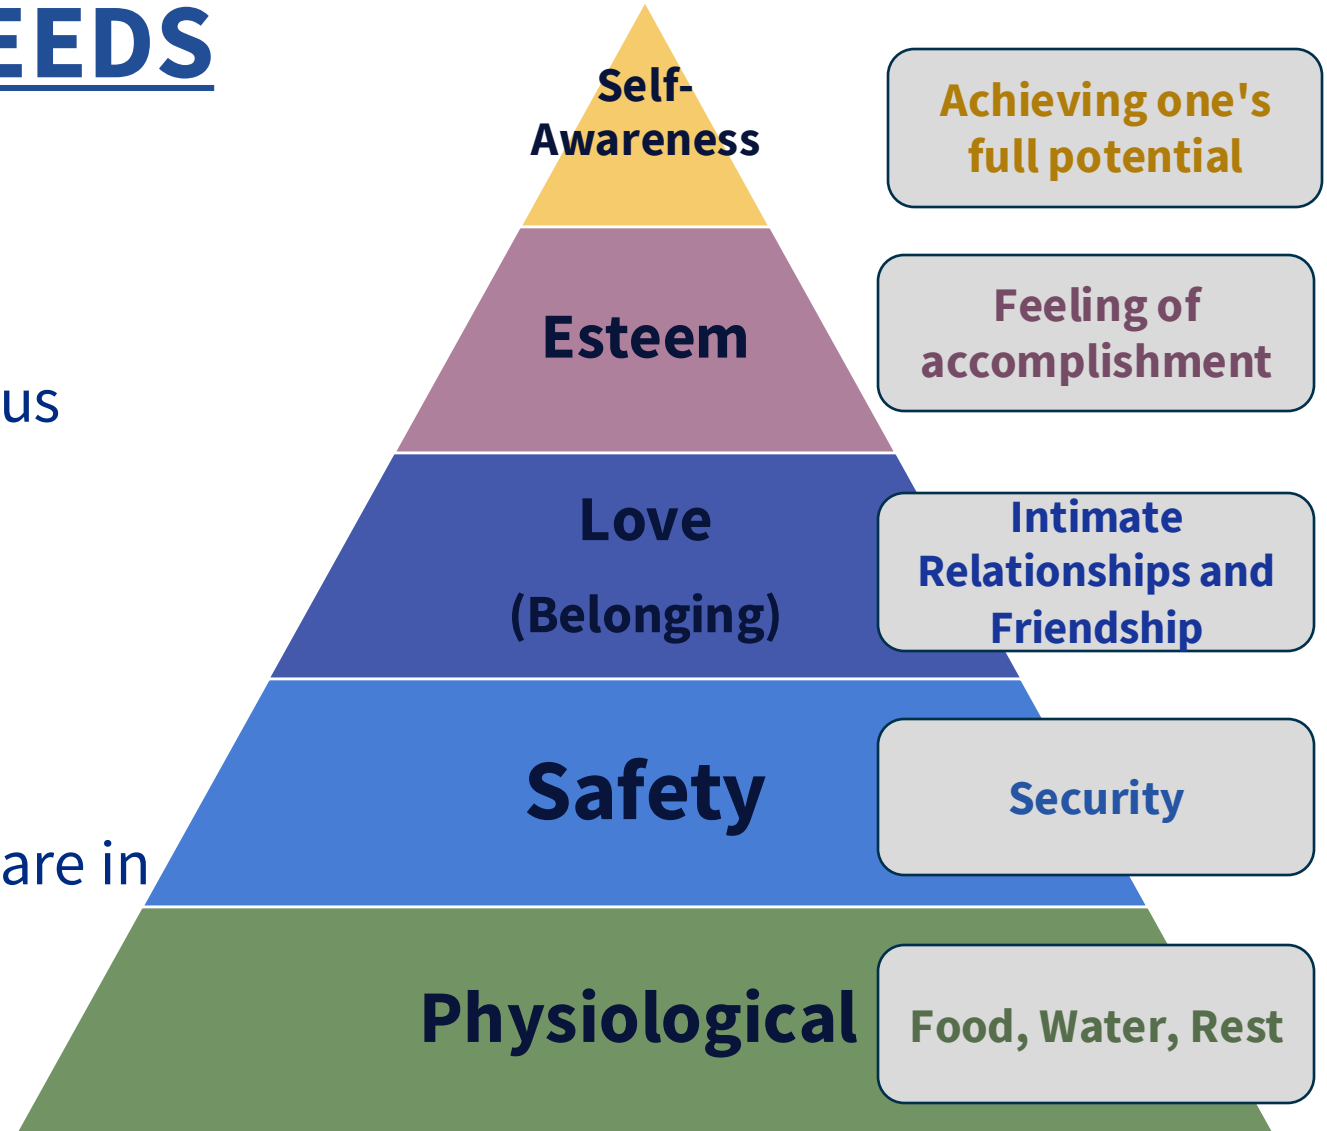 EEDS
us
are in
Self-
Awareness
Achieving one's
full potential
Esteem
Feeling of
accomplishment
Love
(Belonging)
Intimate
Relationships and
Friendship
Safety
Security
Physiological
Food, Water, Rest